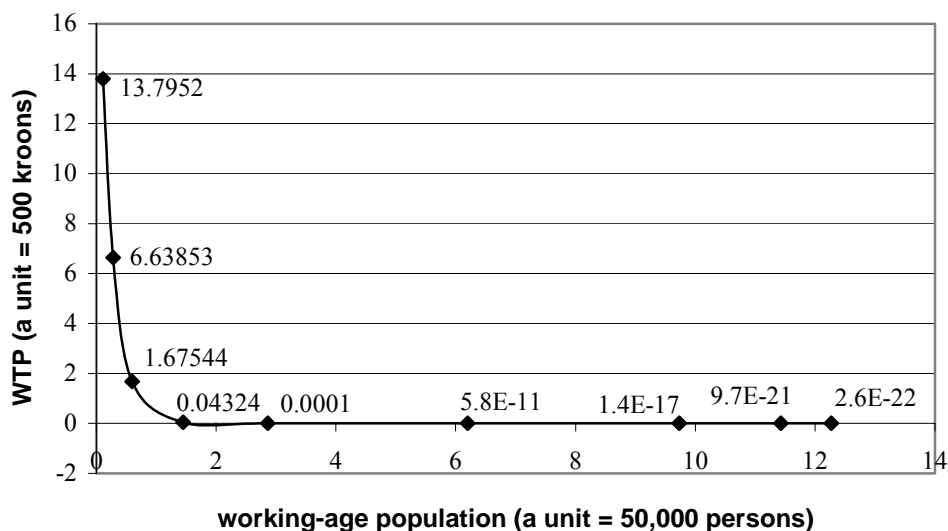 16
14
12
10
8
6
4
2
0
-2
WTP (a unit = 500 kroons)
13.7952
6.63853
1.67544
0.04324
0.0001
5.8E-11
1.4E-17
9.7E-21
2.6E-22
0 2 4 6 8 10 12 14
working-age population (a unit = 50,000 persons)